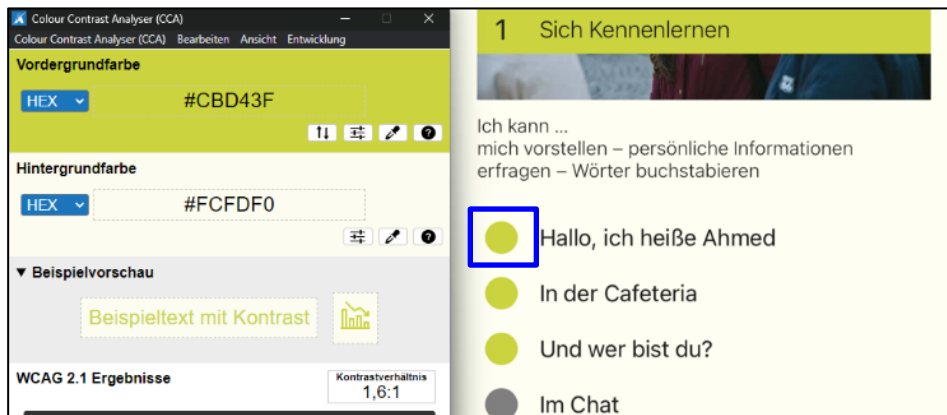 Colour Contrast Analyser (CCA)
Colour Contrast Analyser (CCA) Bearbeiten Ansicht Entwicklung
Vordergrundfarbe
HEX #CBD43F
Hintergrundfarbe
HEX #FCFDF0
▼ Beispielvorschau
Beispieltext mit Kontrast
WCAG 2.1 Ergebnisse
Kontrastverhältnis
1,6:1
1 Sich Kennenlernen
Ich kann ...
mich vorstellen – persönliche Informationen
erfragen – Wörter buchstabieren
Hallo, ich heiße Ahmed
In der Cafeteria
Und wer bist du?
Im Chat